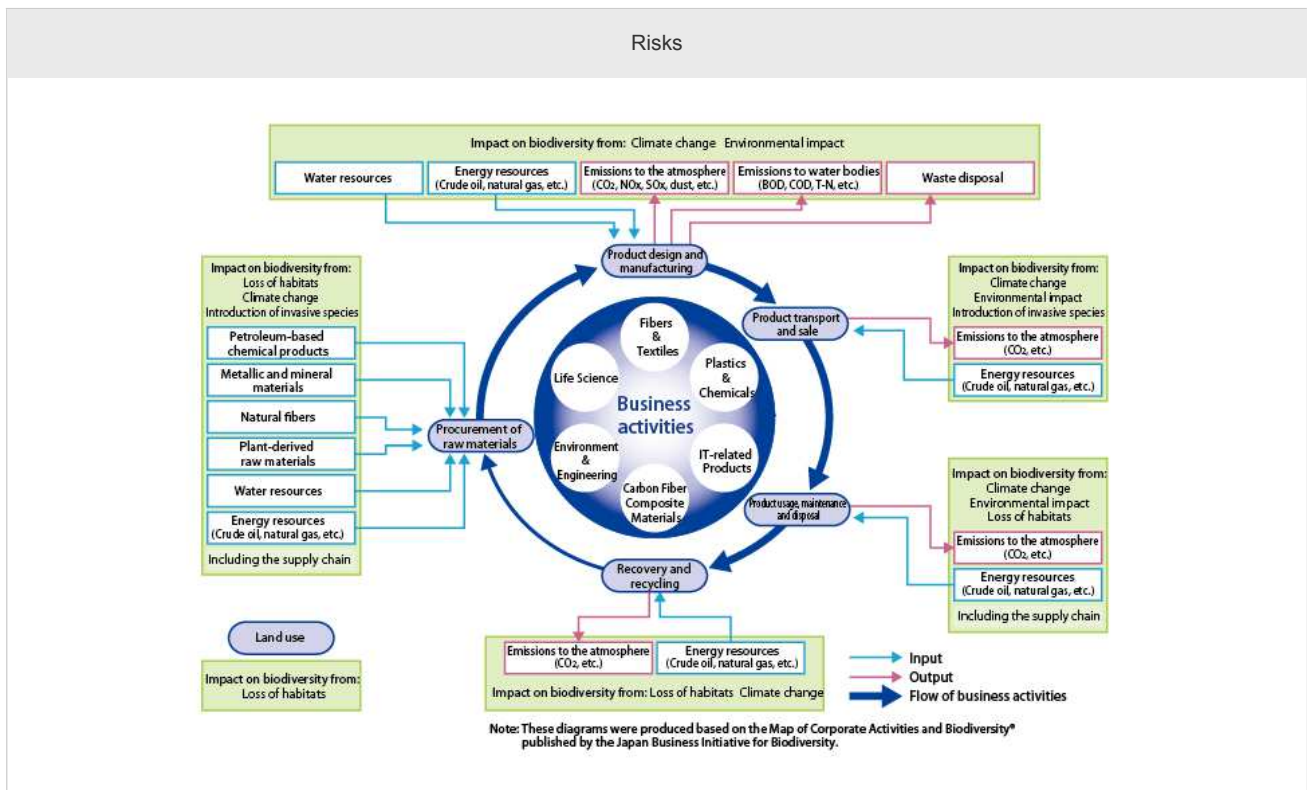 Risks
Impact on biodiversity from: Climate change Environmental impact
Water resources
Energy resources
(Crude oil, natural gas, etc.)
Emissions to the atmosphere
(CO₂, NOx, SOx, dust, etc.)
Emissions to water bodies
(BOD, COD, T-N, etc.)
Waste disposal
Product design and
manufacturing
Impact on biodiversity from:
Loss of habitats
Climate change
Introduction of invasive species
Petroleum-based
chemical products
Metallic and mineral
materials
Natural fibers
Plant-derived
raw materials
Water resources
Energy resources
(Crude oil, natural gas, etc.)
Including the supply chain
Procurement of
raw materials
Business
activities
Fibers
&
Textiles
Plastics
&
Chemicals
IT-related
Products
Carbon Fiber
Composite
Materials
Environment
&
Engineering
Life Science
Product transport
and sale
Impact on biodiversity from:
Climate change
Environmental impact
Introduction of invasive species
Emissions to the atmosphere
(CO₂, etc.)
Energy resources
(Crude oil, natural gas, etc.)
Product usage, maintenance
and disposal
Impact on biodiversity from:
Climate change
Environmental impact
Loss of habitats
Emissions to the atmosphere
(CO₂, etc.)
Energy resources
(Crude oil, natural gas, etc.)
Including the supply chain
Recovery and
recycling
Emissions to the atmosphere
(CO₂, etc.)
Energy resources
(Crude oil, natural gas, etc.)
Impact on biodiversity from: Loss of habitats Climate change
Land use
Impact on biodiversity from:
Loss of habitats
Input
Output
Flow of business activities
Note: These diagrams were produced based on the Map of Corporate Activities and Biodiversity®
published by the Japan Business Initiative for Biodiversity.